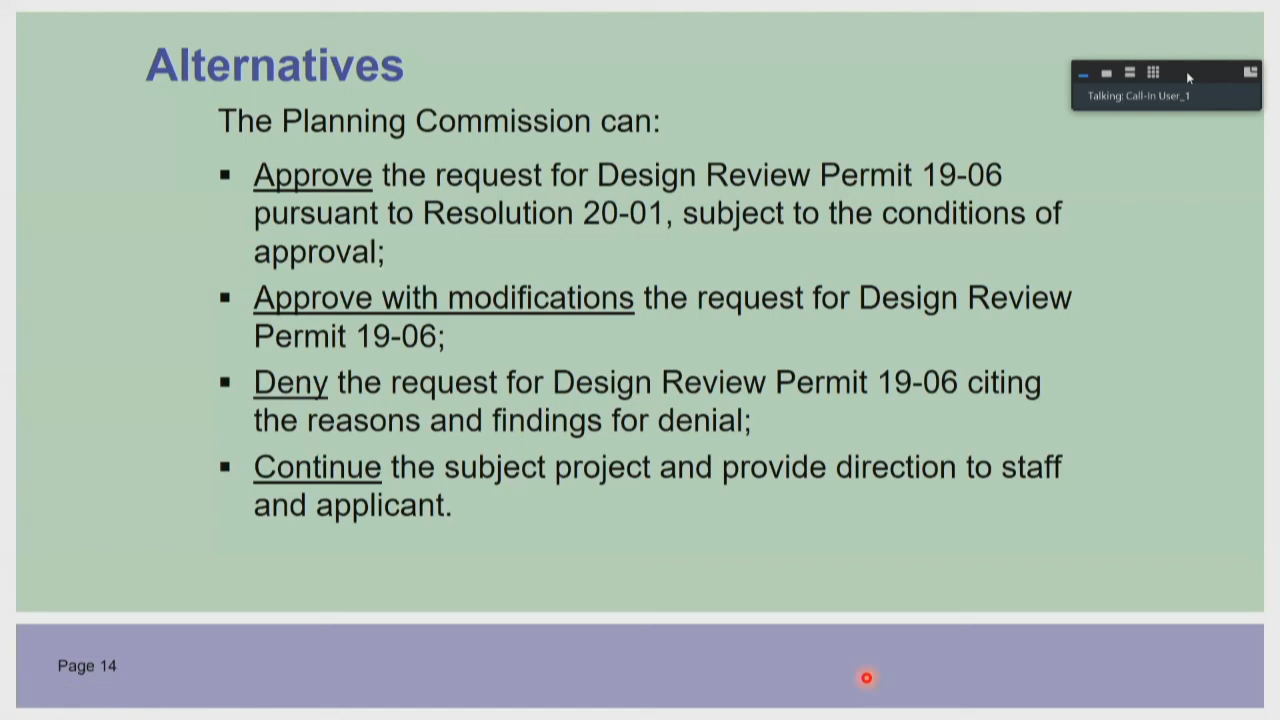 Alternatives
Talking: Call-In User_1
The Planning Commission can:
▪ Approve the request for Design Review Permit 19-06
pursuant to Resolution 20-01, subject to the conditions of
approval;
▪ Approve with modifications the request for Design Review
Permit 19-06;
▪ Deny the request for Design Review Permit 19-06 citing
the reasons and findings for denial;
▪ Continue the subject project and provide direction to staff
and applicant.
Page 14